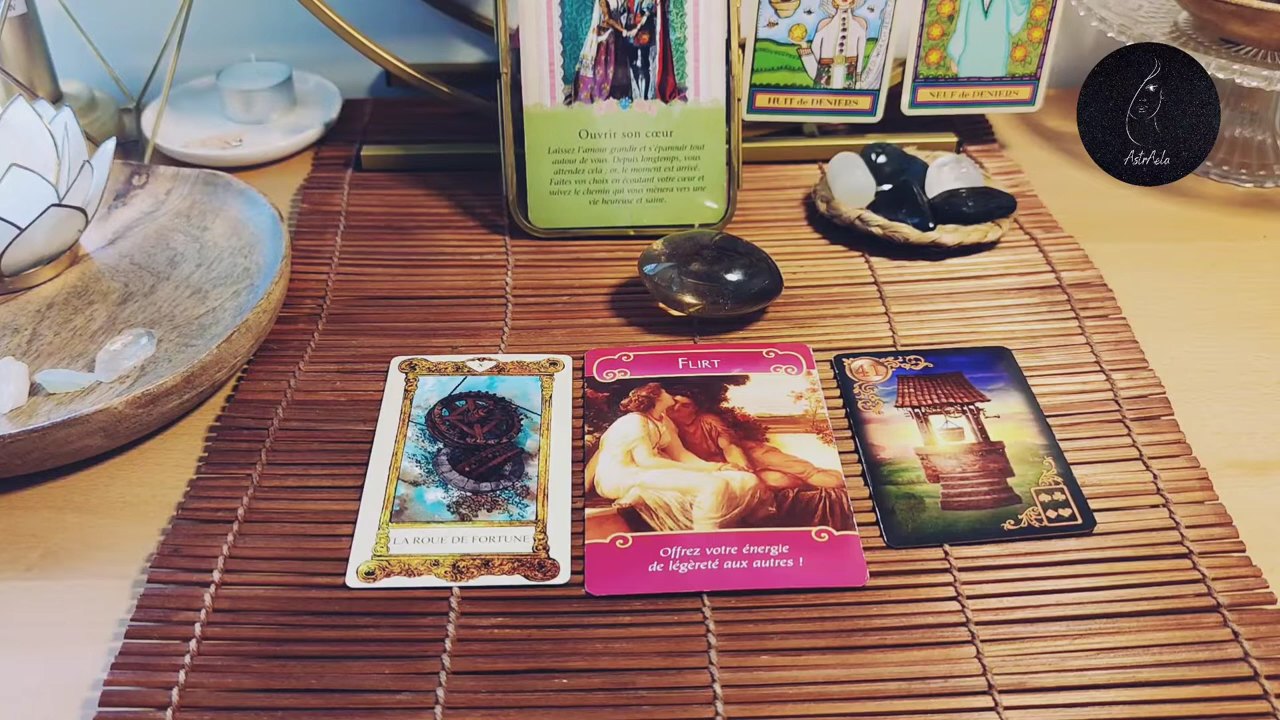 Ouvrir son cœur
Laissez l'amour grandir et s'épanouir tout
autour de vous. Depuis longtemps, vous
attendez cela ; or, le moment est arrivé.
Faites vos choix en écoutant votre cœur et
suivez le chemin qui vous mènera vers une
vie heureuse et saine.
HUIT de DENIERS
NEUF de DENIERS
AstrAela
LA ROUE DE FORTUNE
FLIRT
Offrez votre énergie
de légèreté aux autres !
41